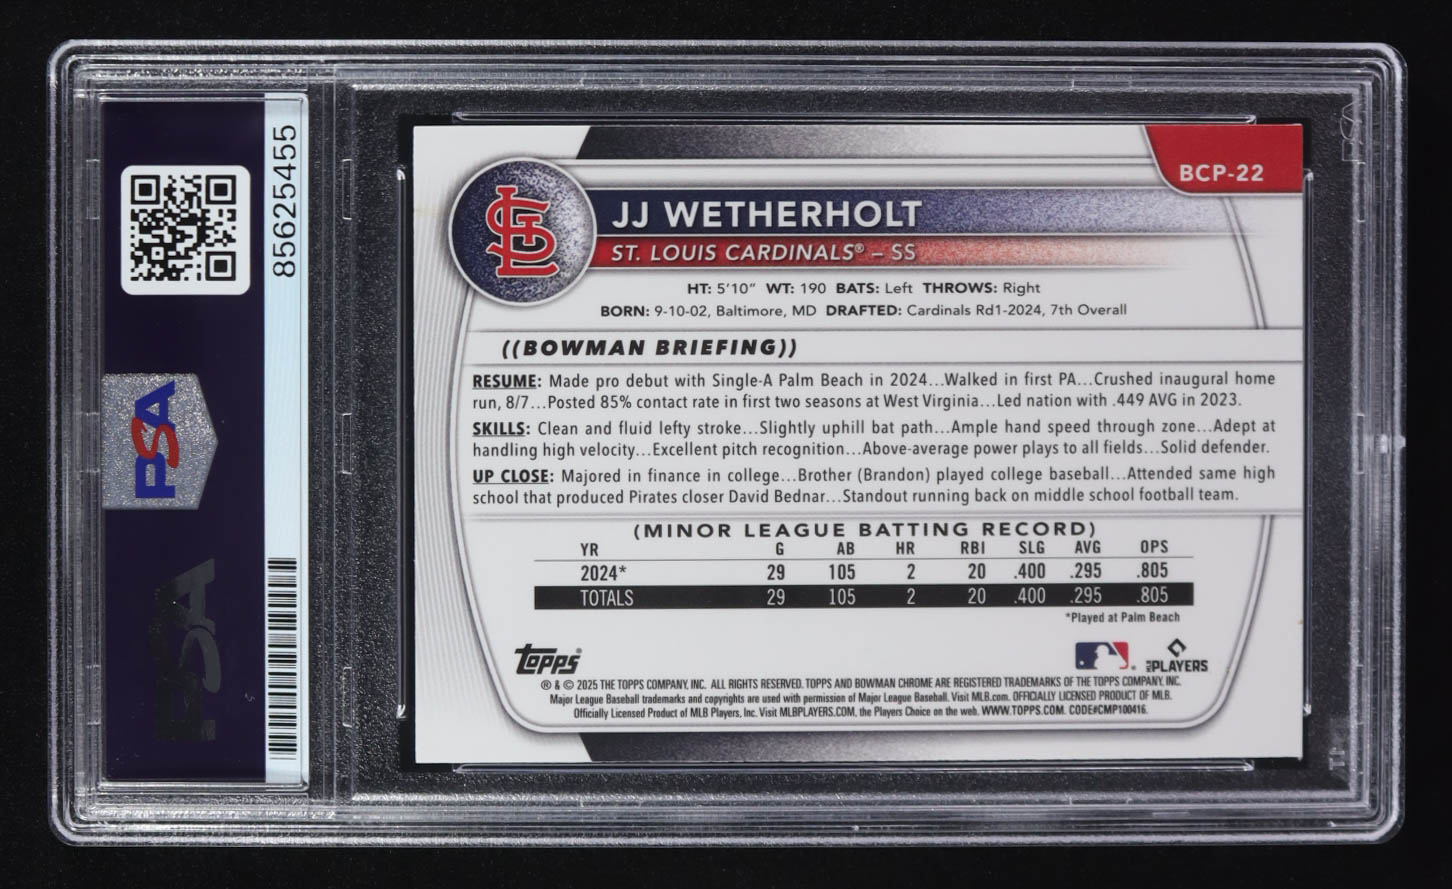 85625455
PSA
BCP-22
STL
JJ WETHERHOLT
ST. LOUIS CARDINALS® – SS
HT: 5'10" WT: 190 BATS: Left THROWS: Right
BORN: 9-10-02, Baltimore, MD DRAFTED: Cardinals Rd1-2024, 7th Overall
((BOWMAN BRIEFING))
RESUME: Made pro debut with Single-A Palm Beach in 2024...Walked in first PA...Crushed inaugural home
run, 8/7...Posted 85% contact rate in first two seasons at West Virginia...Led nation with .449 AVG in 2023.
SKILLS: Clean and fluid lefty stroke...Slightly uphill bat path...Ample hand speed through zone...Adept at
handling high velocity...Excellent pitch recognition...Above-average power plays to all fields...Solid defender.
UP CLOSE: Majored in finance in college...Brother (Brandon) played college baseball...Attended same high
school that produced Pirates closer David Bednar...Standout running back on middle school football team.
(MINOR LEAGUE BATTING RECORD)
YR G AB HR RBI SLG AVG OPS
2024* 29 105 2 20 .400 .295 .805
TOTALS 29 105 2 20 .400 .295 .805
*Played at Palm Beach
Topps®
MLB PLAYERS
® & © 2025 THE TOPPS COMPANY, INC. ALL RIGHTS RESERVED. TOPPS AND BOWMAN CHROME ARE REGISTERED TRADEMARKS OF THE TOPPS COMPANY, INC.
Major League Baseball trademarks and copyrights are used with permission of Major League Baseball. Visit MLB.com. OFFICIALLY LICENSED PRODUCT OF MLB.
Officially Licensed Product of MLB Players, Inc. Visit MLBPLAYERS.COM, the Players Choice on the web. WWW.TOPPS.COM. CODE#CMP100416.
PSA